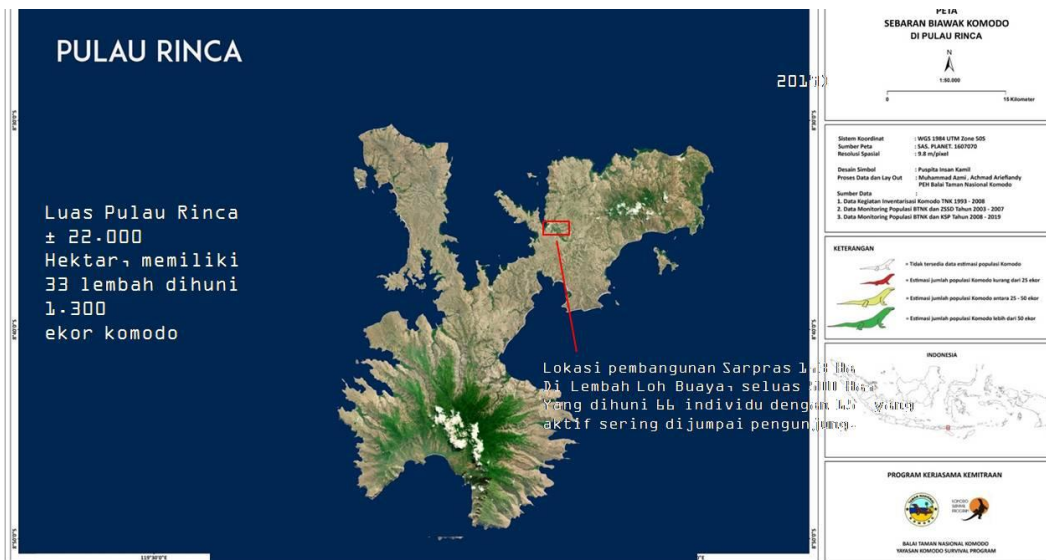 PULAU RINCA
Luas Pulau Rinca
± 22.000
Hektar, memiliki
33 lembah dihuni
1.300
ekor komodo
Lokasi pembangunan Sarpras
Di Lembah Loh Buaya, seluas
Yang dihuni 66 individu dengan
aktif sering dijumpai pengunjung.
PETA
SEBARAN BIAWAK KOMODO
DI PULAU RINCA
N
1:50.000
0 15 Kilometer
Sistem Koordinat : WGS 1984 UTM Zone 50S
Sumber Peta : SAS. PLANET. 1607070
Resolusi Spasial : 9.8 m/pixel
Desain Simbol : Puspita Insan Kamil
Proses Data dan Lay Out : Muhammad Azmi , Achmad Ariefiandy
PEH Balai Taman Nasional Komodo
Sumber Data :
1. Data Kegiatan Inventarisasi Komodo TNK 1993 - 2008
2. Data Monitoring Populasi BTNK dan ZSSD Tahun 2003 - 2007
3. Data Monitoring Populasi BTNK dan KSP Tahun 2008 - 2019
KETERANGAN
= Tidak tersedia data estimasi populasi Komodo
= Estimasi jumlah populasi Komodo kurang dari 25 ekor
= Estimasi jumlah populasi Komodo antara 25 - 50 ekor
= Estimasi jumlah populasi Komodo lebih dari 50 ekor
INDONESIA
PROGRAM KERJASAMA KEMITRAAN
KOMODO
SURVIVAL
PROGRAM
BALAI TAMAN NASIONAL KOMODO
YAYASAN KOMODO SURVIVAL PROGRAM
119°30'0"E